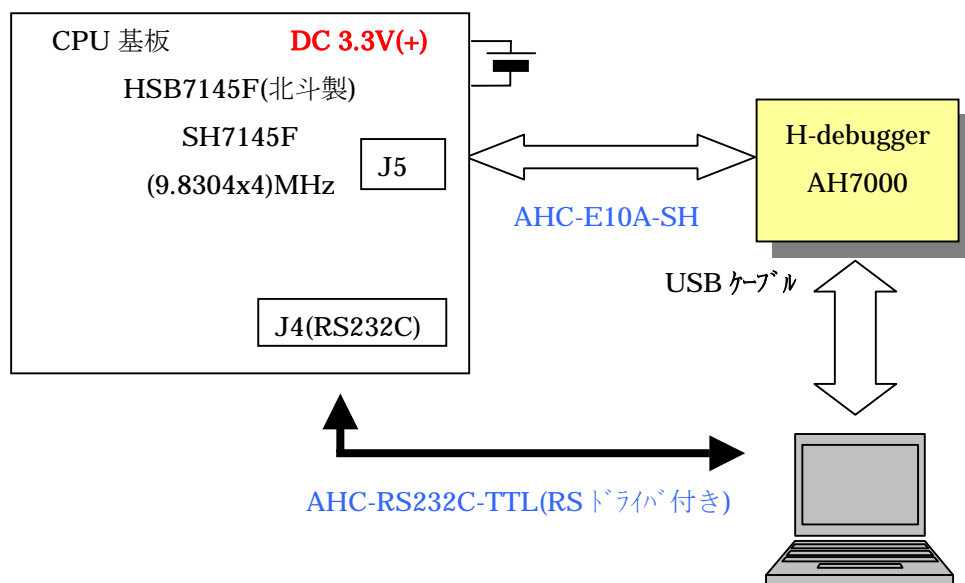 CPU 基板 DC 3.3V(+)
HSB7145F(北斗製)
SH7145F
(9.8304x4)MHz
J5
J4(RS232C)
AHC-E10A-SH
H-debugger
AH7000
USB ｹｰﾌﾞﾙ
AHC-RS232C-TTL(RS ﾄﾞﾗｲﾊﾞ付き)